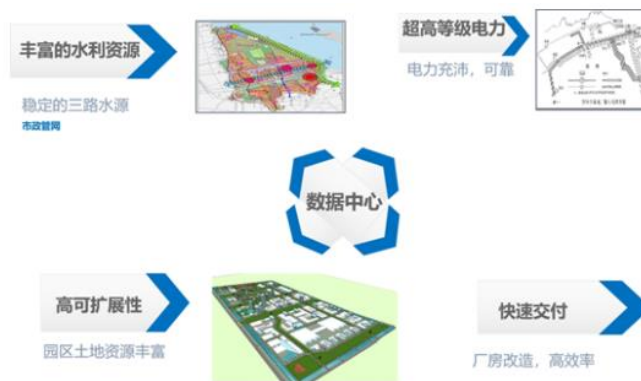 丰富的水利资源
超高等级电力
稳定的三路水源
市政管网
电力充沛，可靠
数据中心
高可扩展性
快速交付
园区土地资源丰富
厂房改造，高效率